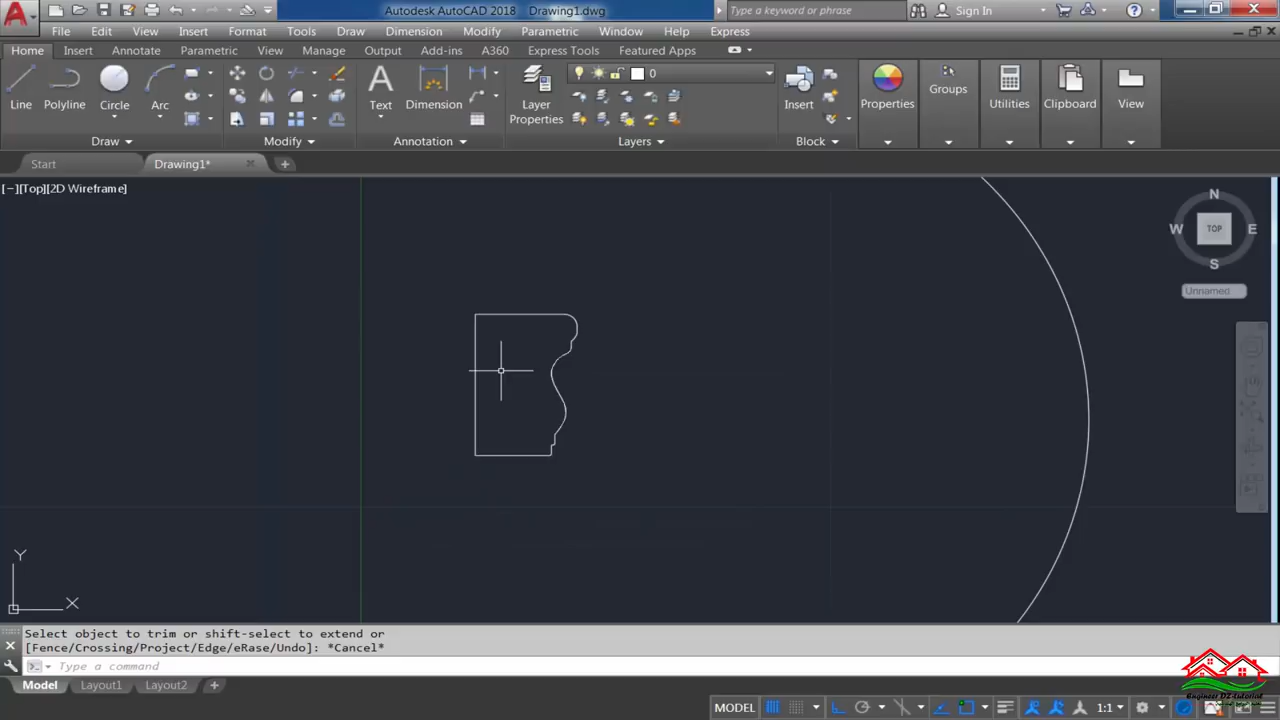 Autodesk AutoCAD 2018 Drawing1.dwg
Type a keyword or phrase
Sign In
File Edit View Insert Format Tools Draw Dimension Modify Parametric Window Help Express
Home Insert Annotate Parametric View Manage Output Add-ins A360 Express Tools Featured Apps
0
Line Polyline Circle Arc
Text Dimension
Layer
Properties
Insert
Properties Groups Utilities Clipboard View
Draw Modify Annotation Layers Block
Start Drawing1*
[−][Top][2D Wireframe]
N
W TOP E
S
Unnamed
Y
X
Select object to trim or shift-select to extend or
[Fence/Crossing/Project/Edge/eRase/Undo]: *Cancel*
Type a command
Model Layout1 Layout2
Engineer DZ-tutorial
MODEL 1:1